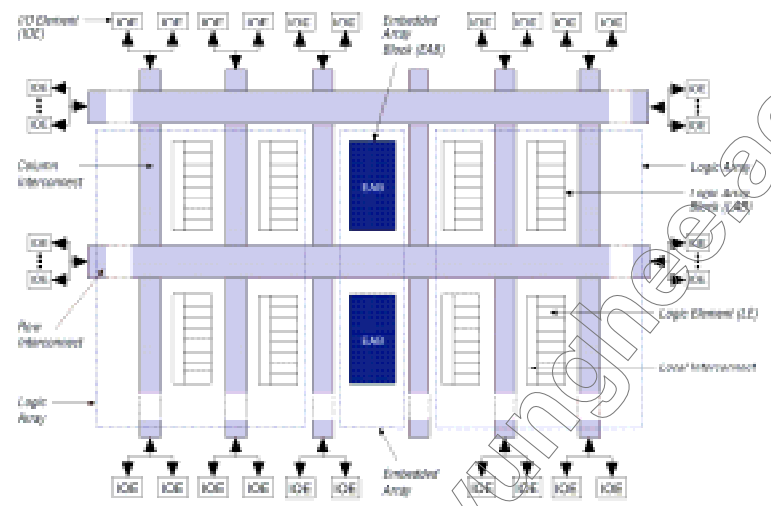 I/O Element
(IOE)
IOE IOE IOE IOE IOE IOE
Embedded
Array
Block (EAB)
IOE IOE IOE IOE
IOE
IOE
IOE
IOE
Column
Interconnect
EAB
Logic Array
Logic Array
Block (LAB)
IOE
IOE
IOE
IOE
Row
Interconnect
EAB
Logic Element (LE)
Local Interconnect
Logic
Array
Embedded
Array
IOE IOE IOE IOE IOE IOE IOE IOE IOE IOE
yungheeac